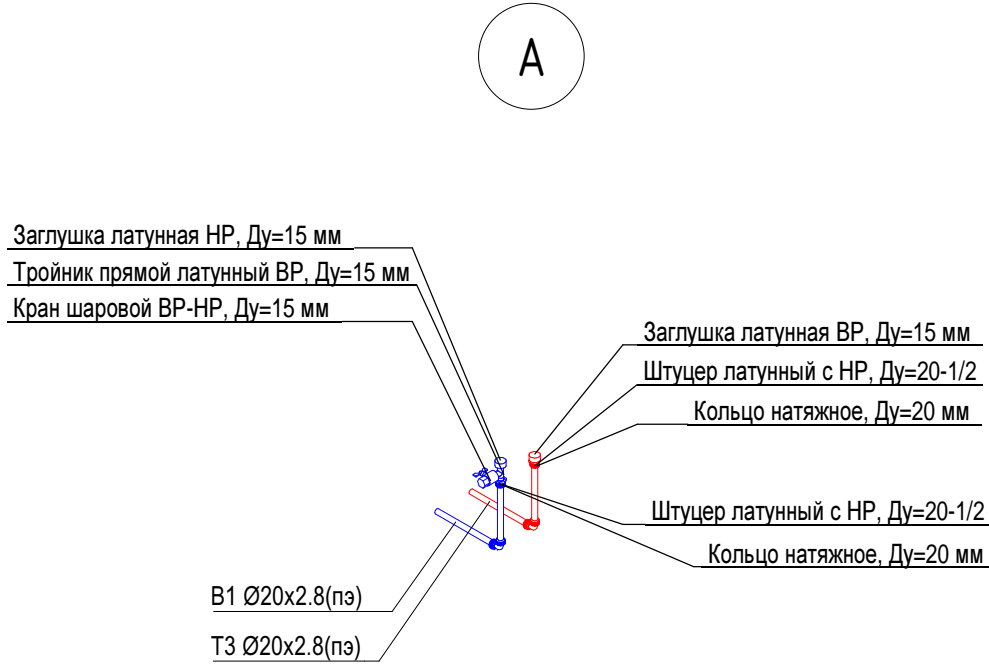 А
Заглушка латунная НР, Ду=15 мм
Тройник прямой латунный ВР, Ду=15 мм
Кран шаровой ВР-НР, Ду=15 мм
Заглушка латунная ВР, Ду=15 мм
Штуцер латунный с НР, Ду=20-1/2
Кольцо натяжное, Ду=20 мм
Штуцер латунный с НР, Ду=20-1/2
Кольцо натяжное, Ду=20 мм
В1 Ø20х2.8(пэ)
Т3 Ø20х2.8(пэ)